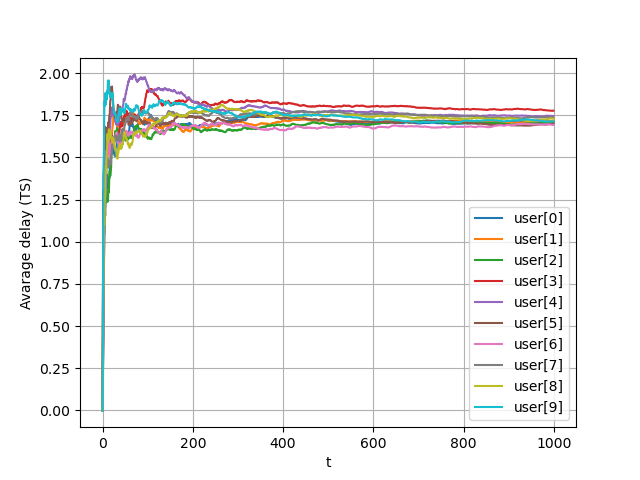 2.00
1.75
1.50
1.25
1.00
0.75
0.50
0.25
0.00
Avarage delay (TS)
user[0]
user[1]
user[2]
user[3]
user[4]
user[5]
user[6]
user[7]
user[8]
user[9]
0 200 400 600 800 1000
t